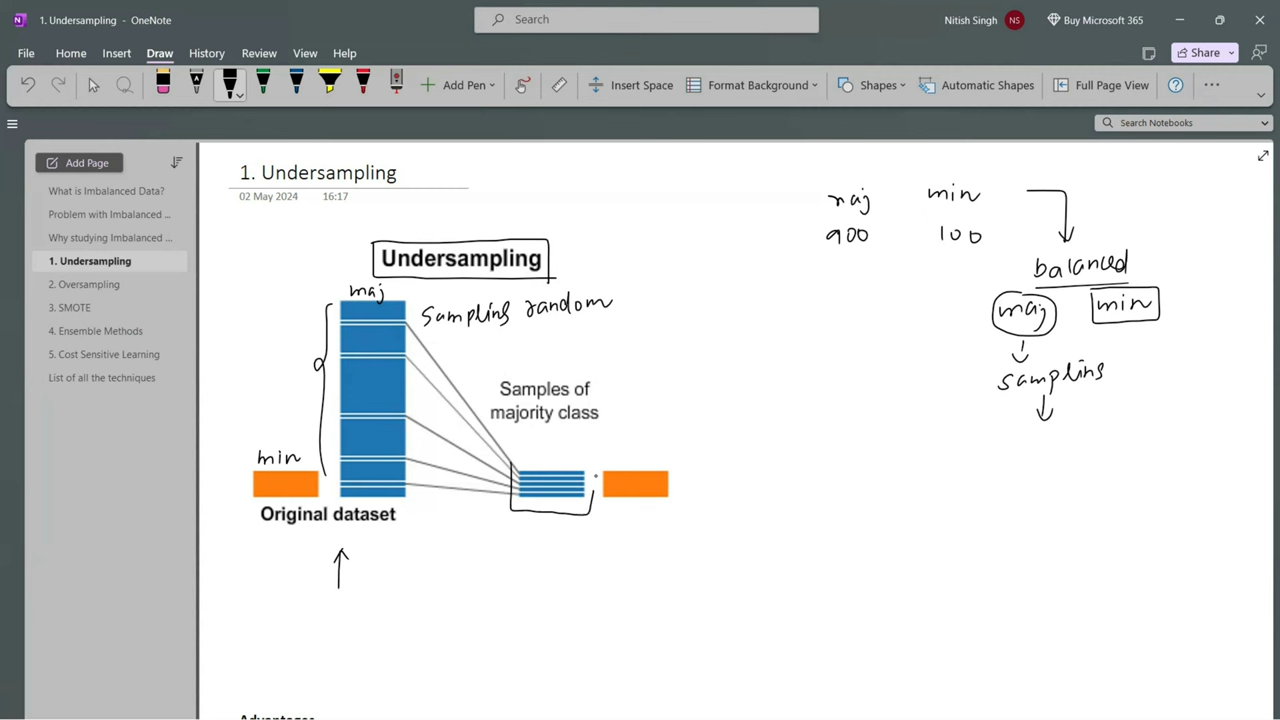 1. Undersampling - OneNote
Search
Nitish Singh NS
Buy Microsoft 365
File Home Insert Draw History Review View Help
Share
Add Pen
Insert Space
Format Background
Shapes
Automatic Shapes
Full Page View
Search Notebooks
Add Page
What is Imbalanced Data?
Problem with Imbalanced ...
Why studying Imbalanced ...
1. Undersampling
2. Oversampling
3. SMOTE
4. Ensemble Methods
5. Cost Sensitive Learning
List of all the techniques
1. Undersampling
02 May 2024 16:17
Undersampling
maj
sampling random
Samples of
majority class
min
Original dataset
maj min
900 100
balanced
maj min
sampling
Advantages